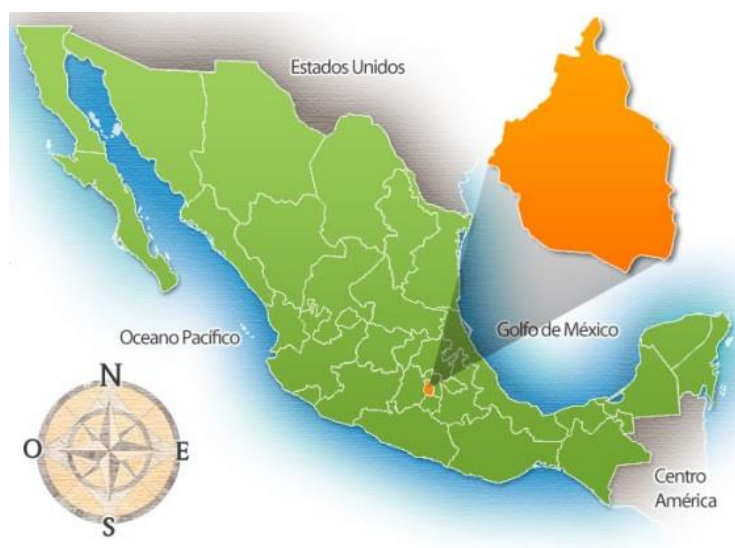 Estados Unidos
Golfo de México
Oceano Pacífico
N
O
E
S
Centro
América